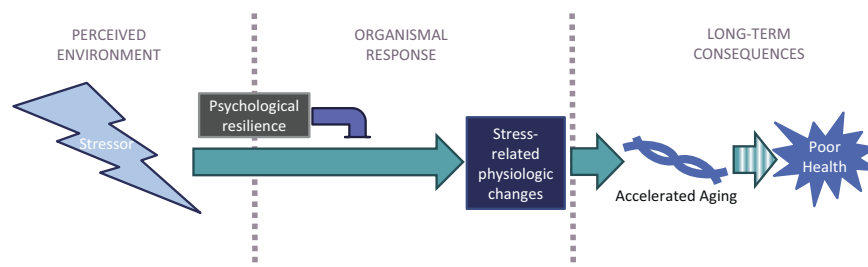 PERCEIVED
ENVIRONMENT
ORGANISMAL
RESPONSE
LONG-TERM
CONSEQUENCES
Stressor
Psychological
resilience
Stress-
related
physiologic
changes
Accelerated Aging
Poor
Health